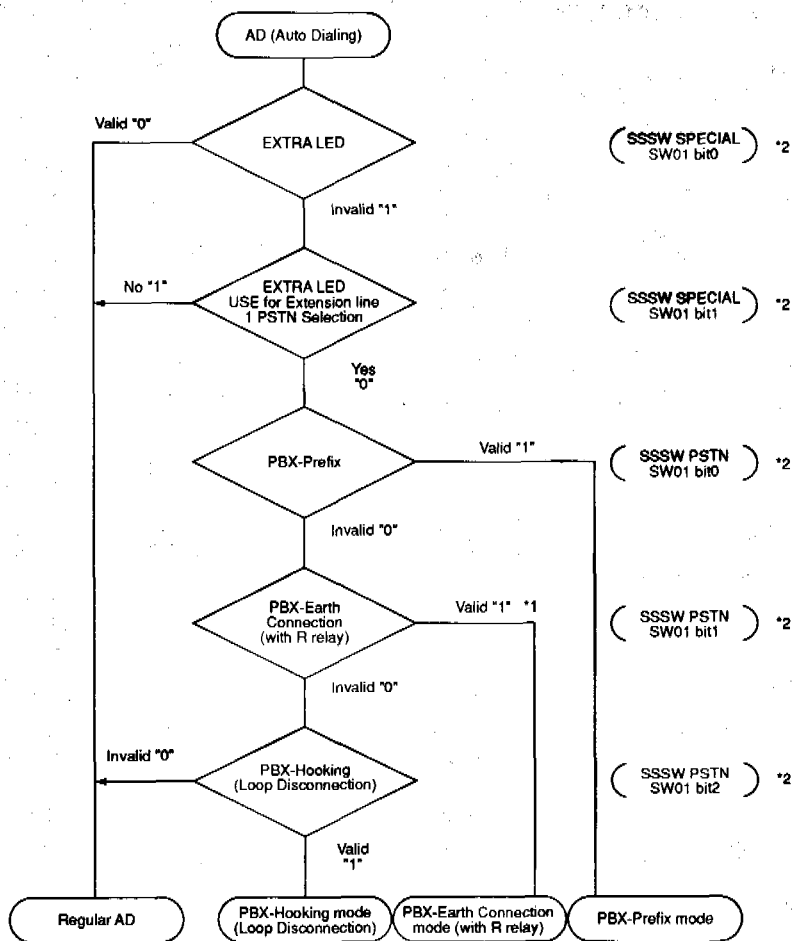 AD (Auto Dialing)
Valid "0"
EXTRA LED
(SSSW SPECIAL
SW01 bit0) *2
Invalid "1"
No "1"
EXTRA LED
USE for Extension line
1 PSTN Selection
(SSSW SPECIAL
SW01 bit1) *2
Yes
"0"
PBX-Prefix
Valid "1"
(SSSW PSTN
SW01 bit0) *2
Invalid "0"
PBX-Earth
Connection
(with R relay)
Valid "1" *1
(SSSW PSTN
SW01 bit1) *2
Invalid "0"
Invalid "0"
PBX-Hooking
(Loop Disconnection)
(SSSW PSTN
SW01 bit2) *2
Valid
"1"
Regular AD
PBX-Hooking mode
(Loop Disconnection)
PBX-Earth Connection
mode (with R relay)
PBX-Prefix mode